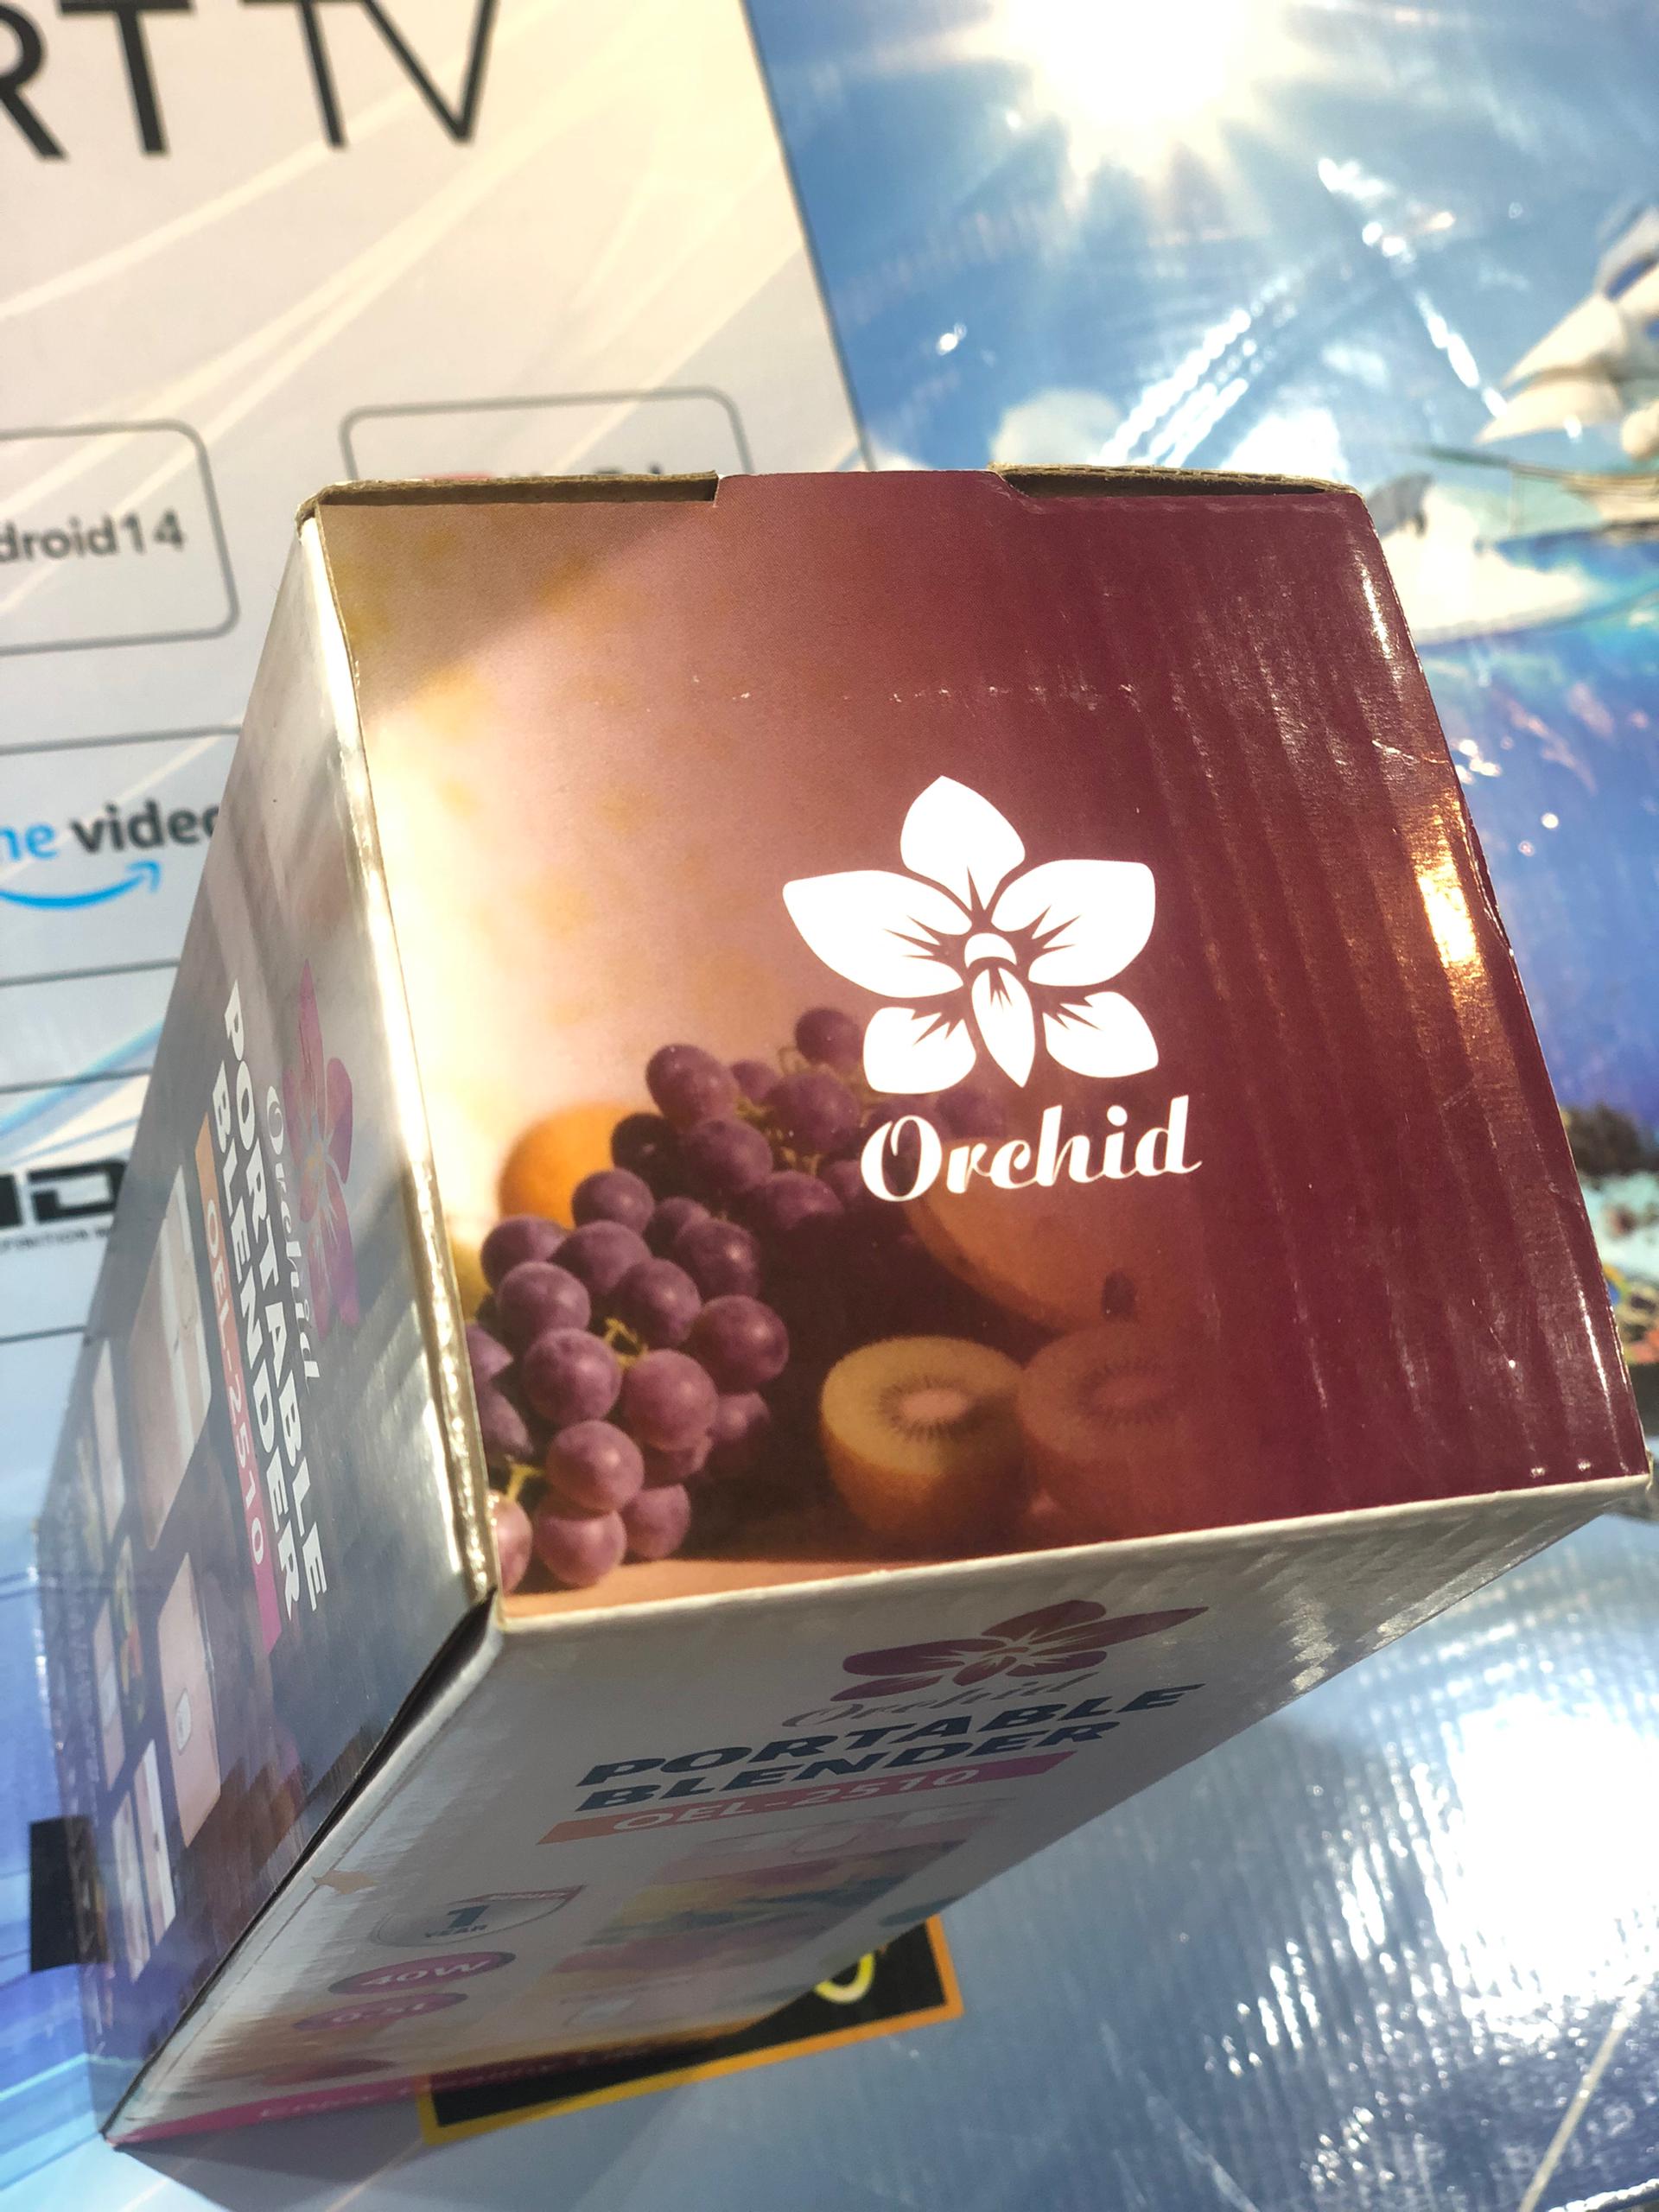 RT TV
droid14
ne video
Orchid
Orchid
PORTABLE
BLENDER
OEL-2510
Orchid
PORTABLE
BLENDER
OEL-2510
1
YEAR
40W